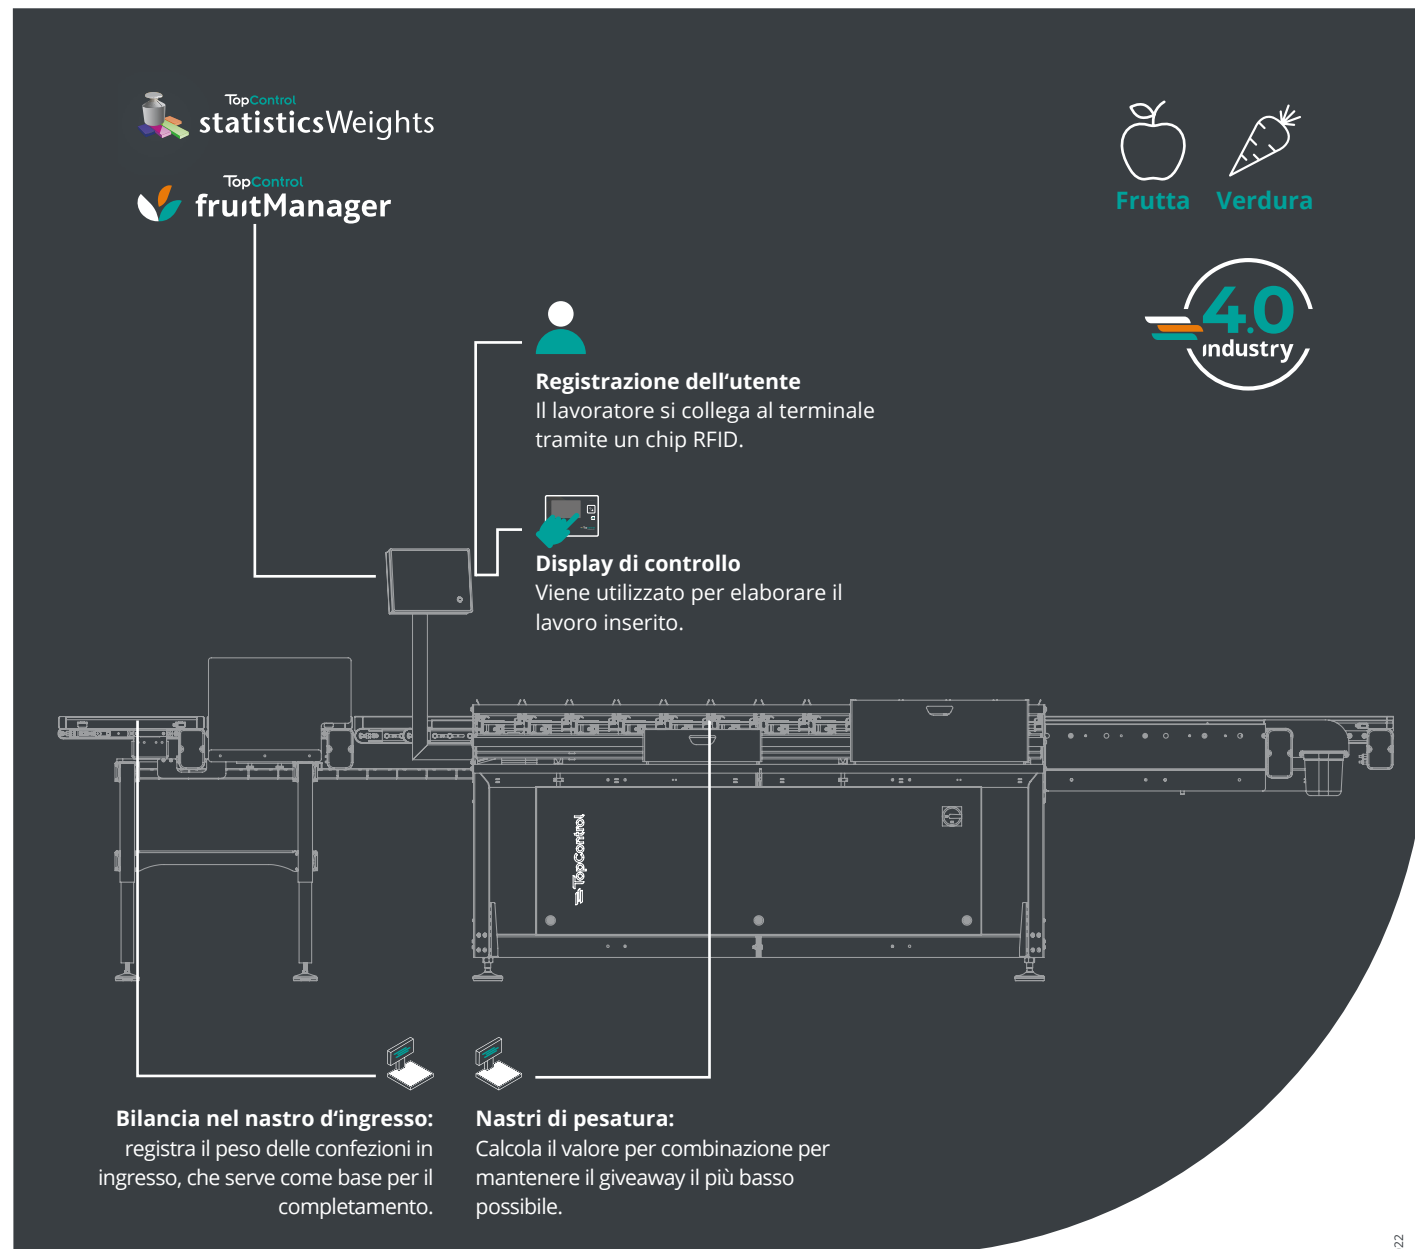 TopControl
statisticsWeights
TopControl
fruitManager
Frutta Verdura
4.0
industry
Registrazione dell‘utente
Il lavoratore si collega al terminale
tramite un chip RFID.
Display di controllo
Viene utilizzato per elaborare il
lavoro inserito.
TopControl
Bilancia nel nastro d‘ingresso:
registra il peso delle confezioni in
ingresso, che serve come base per il
completamento.
Nastri di pesatura:
Calcola il valore per combinazione per
mantenere il giveaway il più basso
possibile.